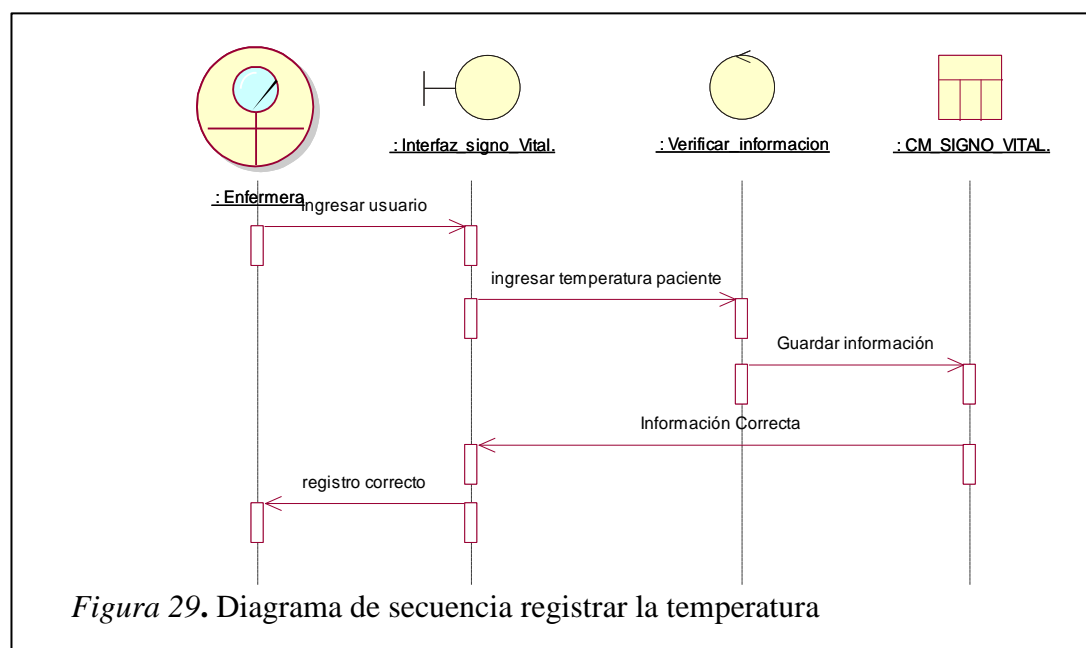 : Interfaz_signo_Vital.
: Verificar_informacion
: CM_SIGNO_VITAL.
: Enfermera
Ingresar usuario
ingresar temperatura paciente
Guardar información
Información Correcta
registro correcto
Figura 29. Diagrama de secuencia registrar la temperatura